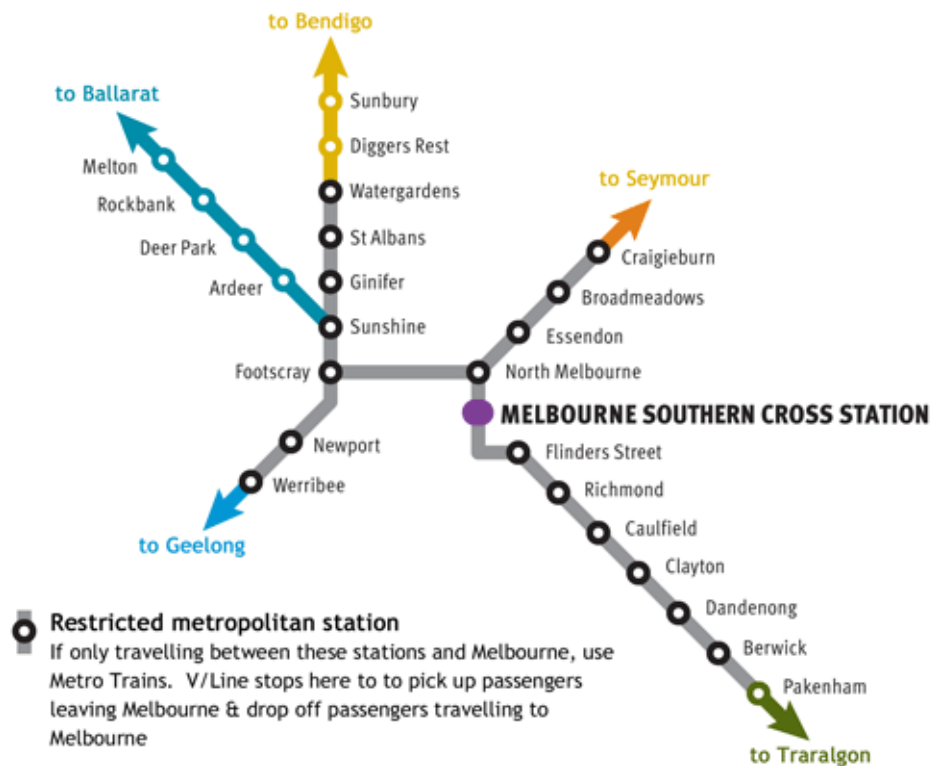 to Bendigo
to Ballarat
Sunbury
Diggers Rest
Melton
Watergardens
to Seymour
Rockbank
St Albans
Deer Park
Craigieburn
Ardeer
Ginifer
Broadmeadows
Sunshine
Essendon
Footscray
North Melbourne
MELBOURNE SOUTHERN CROSS STATION
Newport
Flinders Street
Werribee
Richmond
Caulfield
to Geelong
Clayton
Dandenong
Berwick
Pakenham
to Traralgon
Restricted metropolitan station
If only travelling between these stations and Melbourne, use
Metro Trains. V/Line stops here to to pick up passengers
leaving Melbourne & drop off passengers travelling to
Melbourne